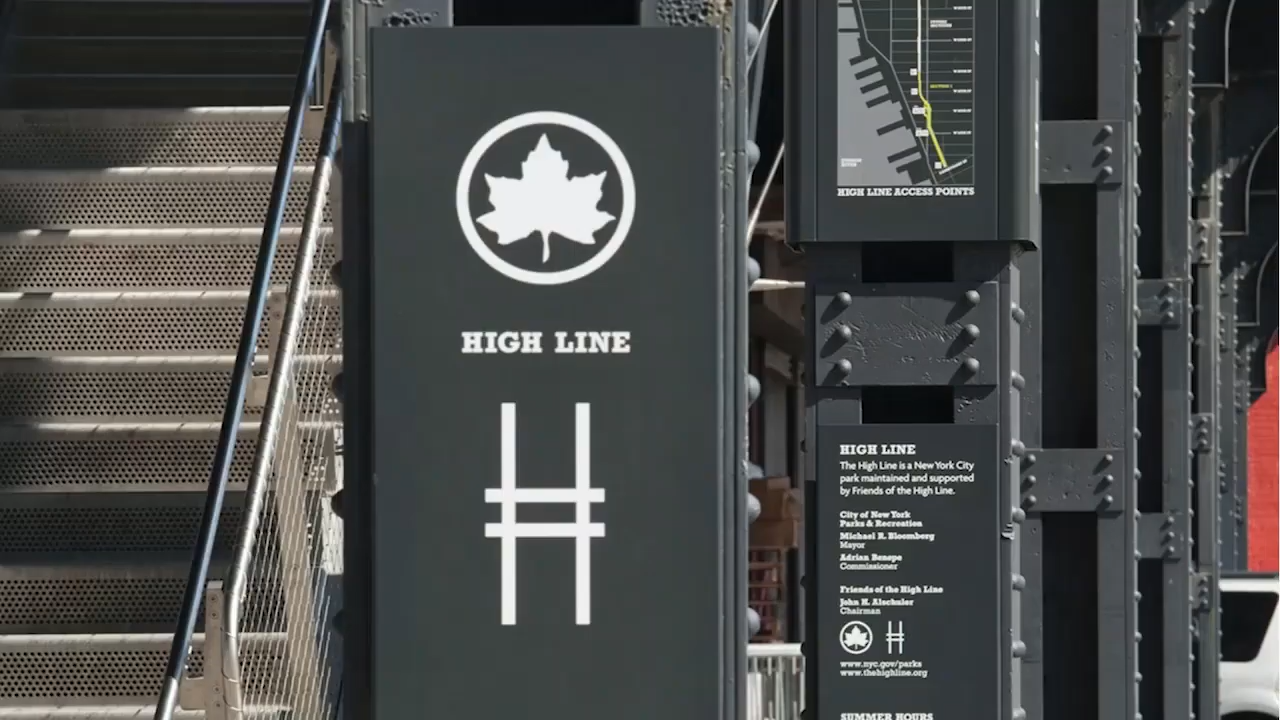 HIGH LINE
HIGH LINE ACCESS POINTS
HIGH LINE
The High Line is a New York City
park maintained and supported
by Friends of the High Line.
City of New York
Parks & Recreation
Michael R. Bloomberg
Mayor
Adrian Benepe
Commissioner
Friends of the High Line
John H. Alschuler
Chairman
www.nyc.gov/parks
www.thehighline.org
SUMMER HOURS